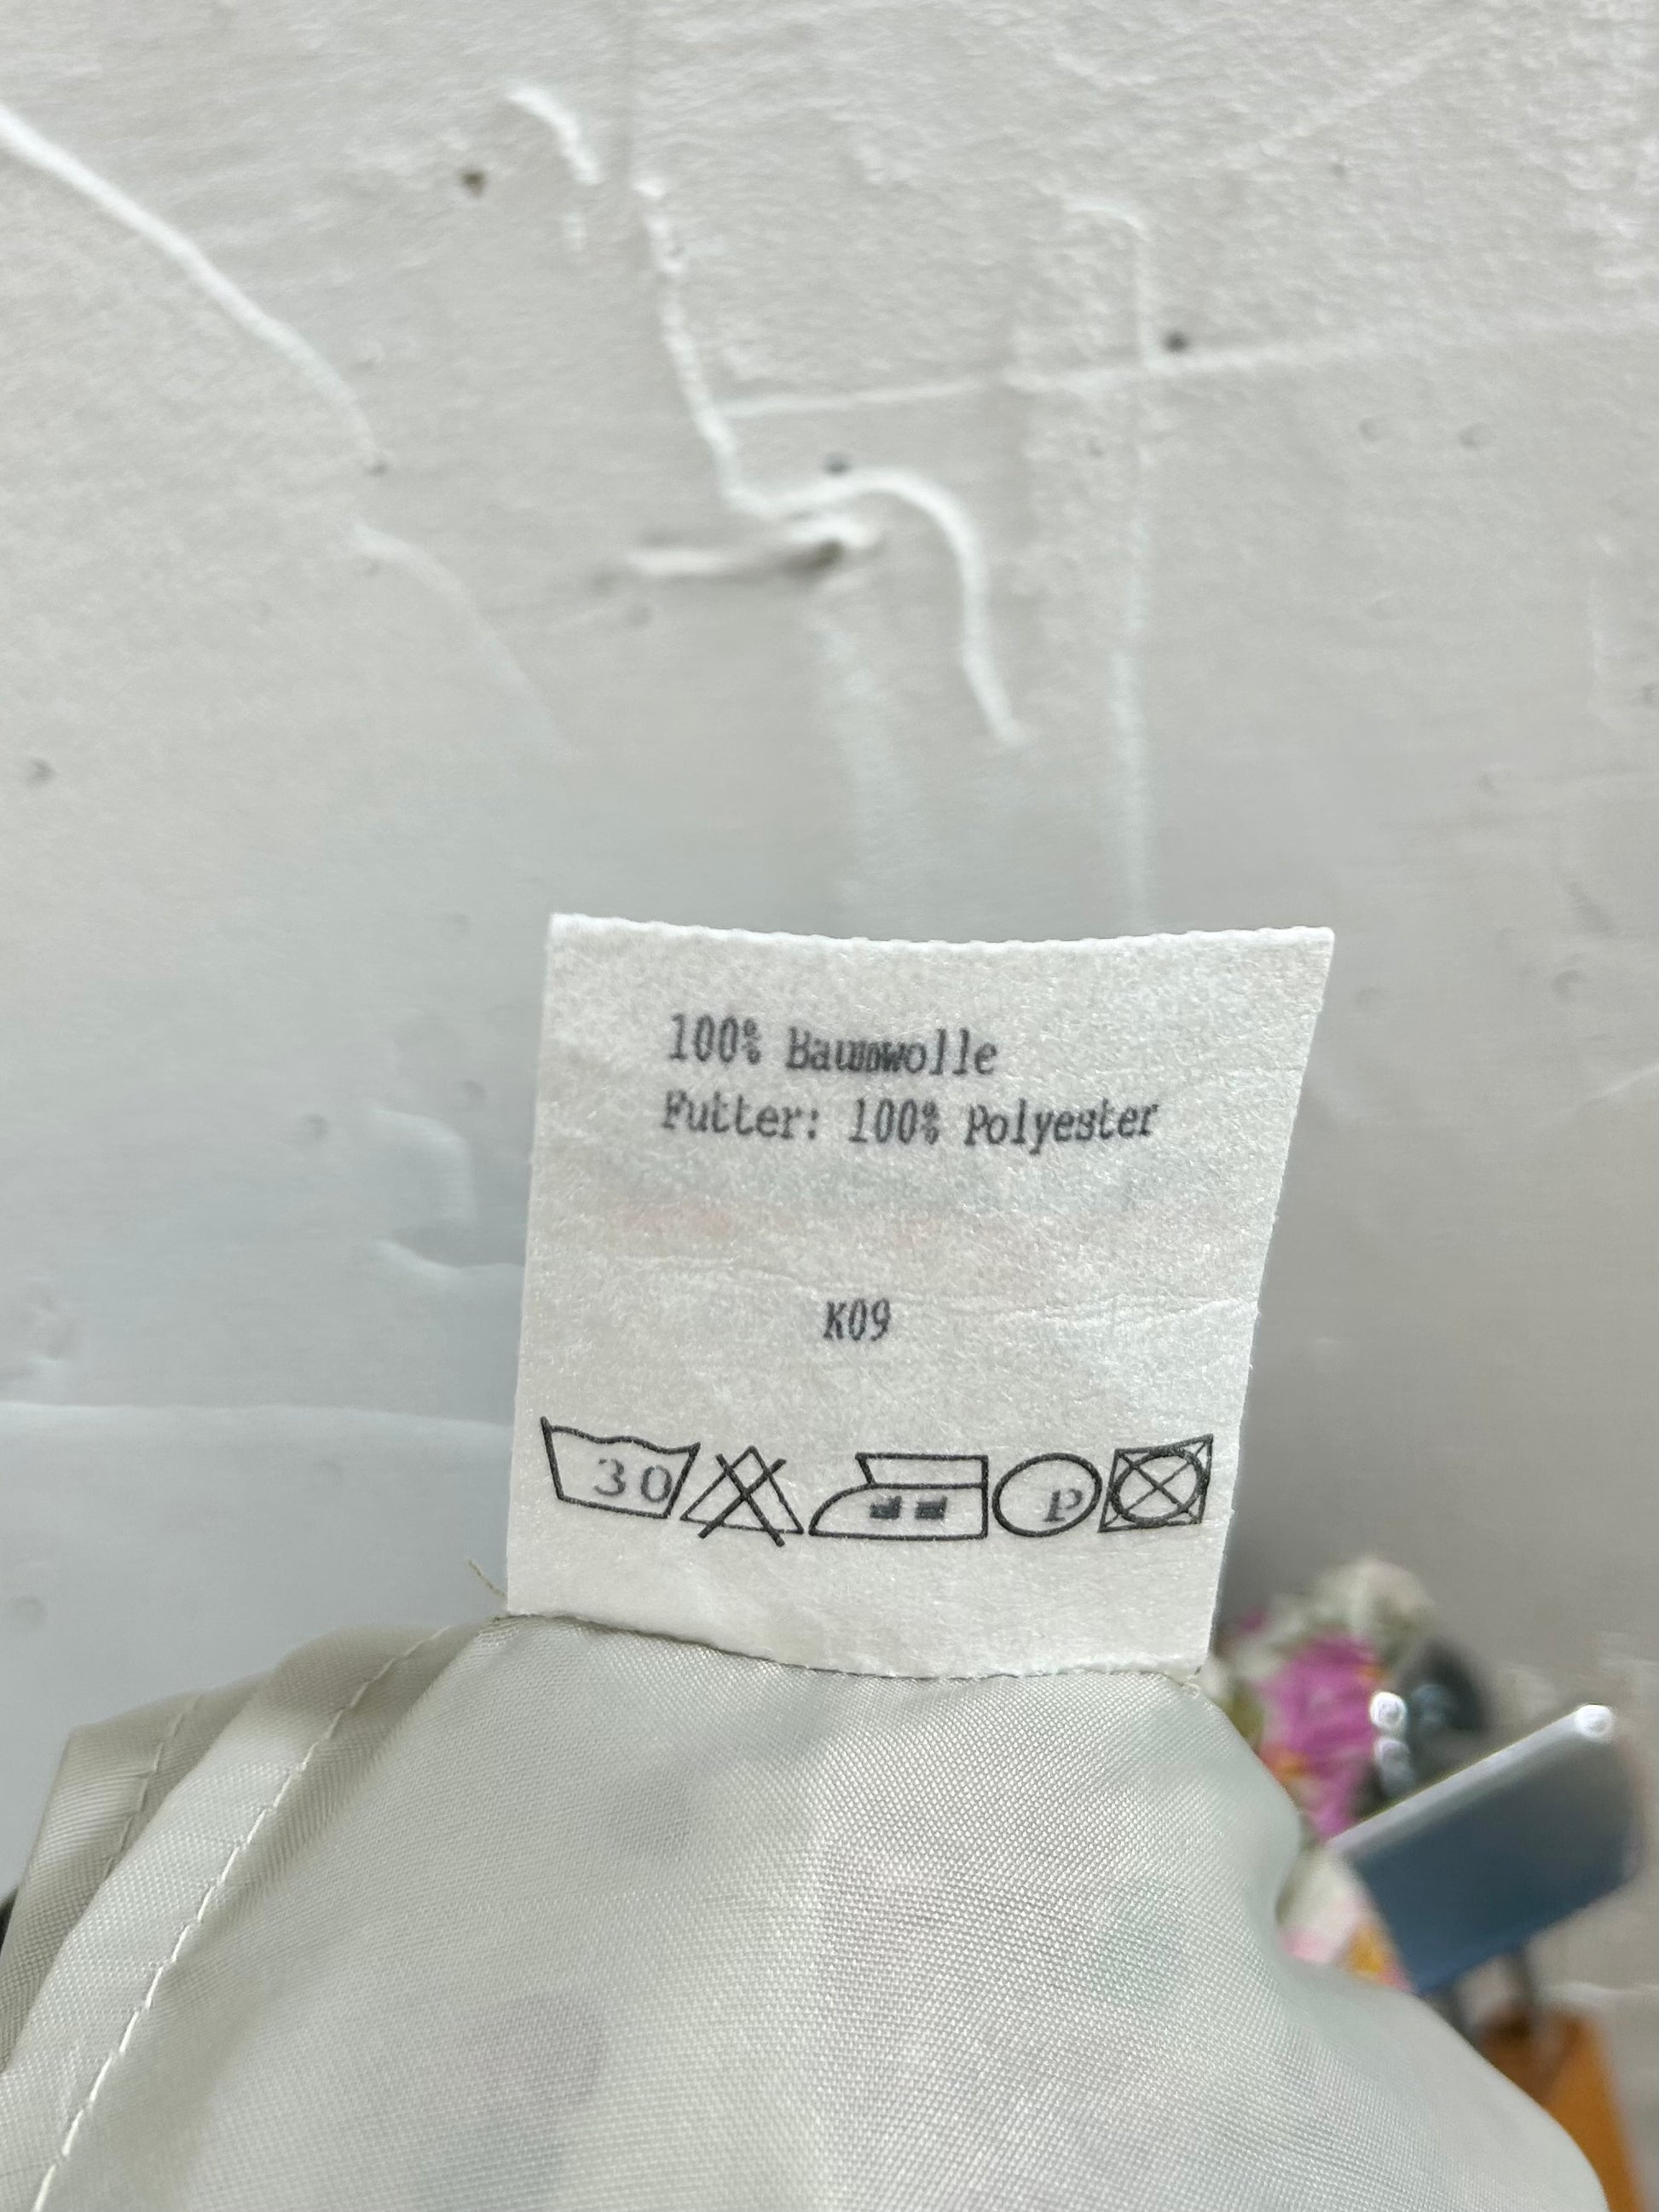 100% Baumwolle
Futter: 100% Polyester
K09
30 P